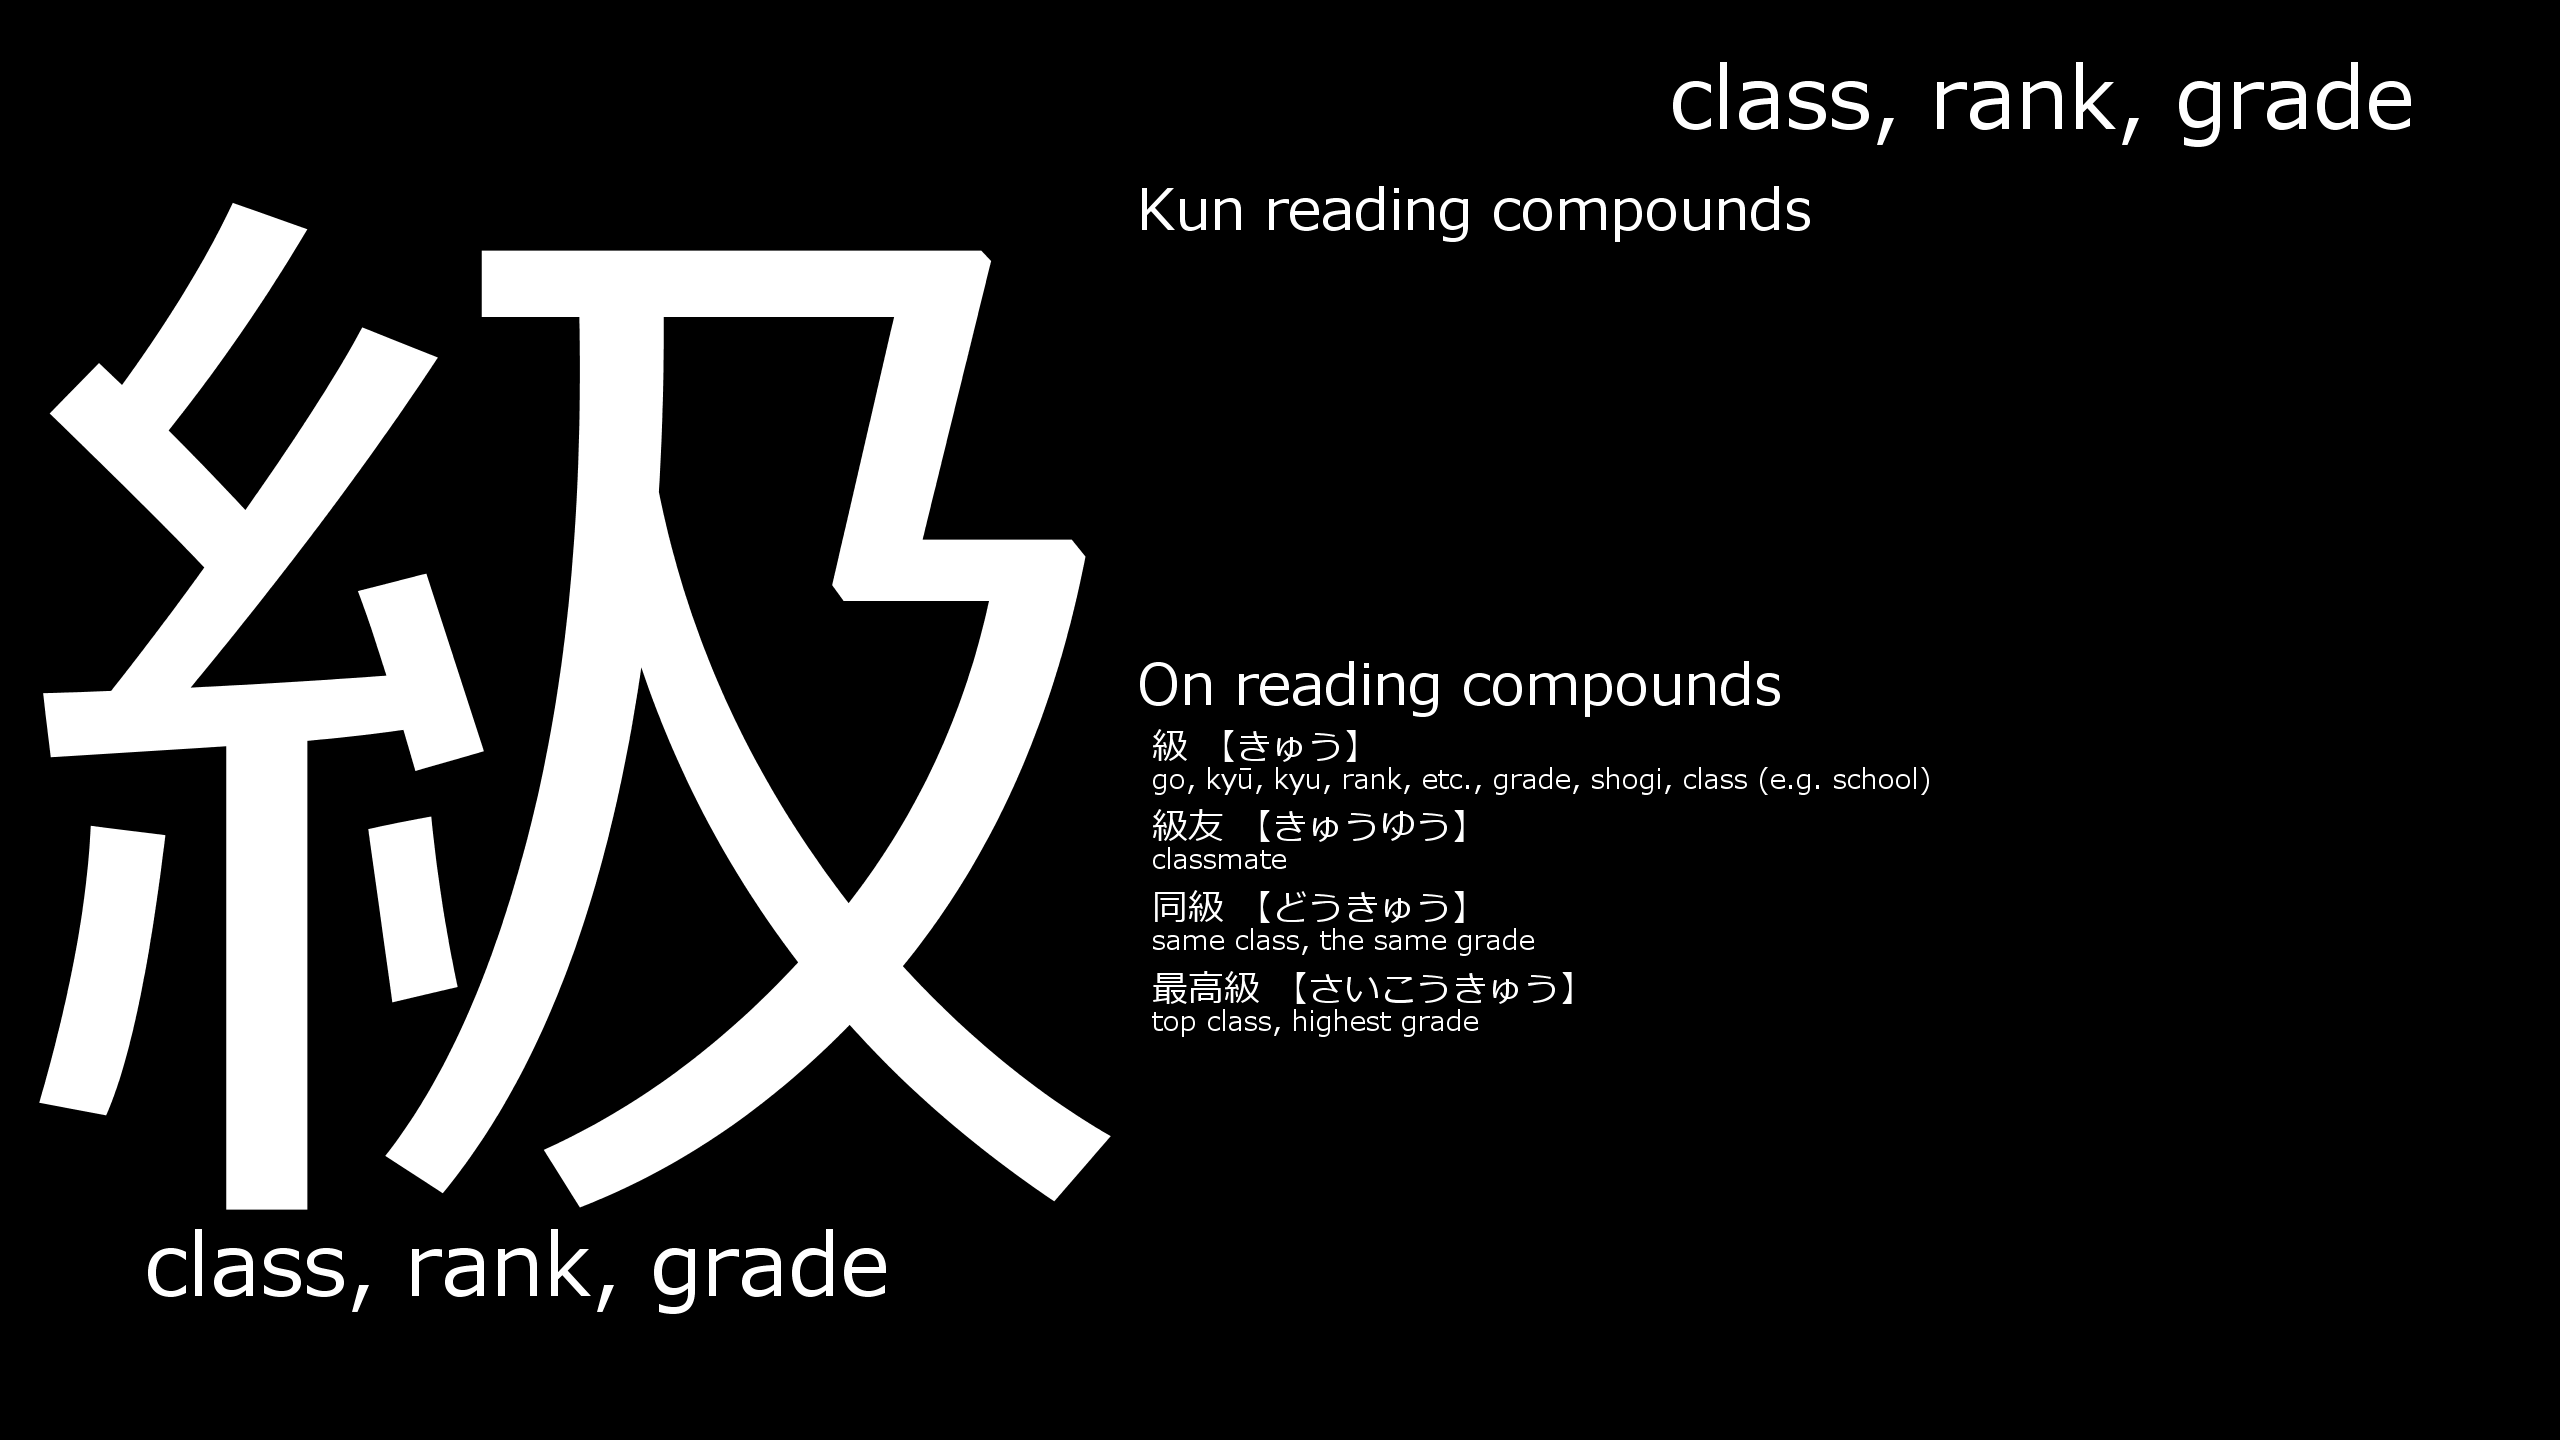 class, rank, grade
級
class, rank, grade
Kun reading compounds
On reading compounds
級 【きゅう】
go, kyū, kyu, rank, etc., grade, shogi, class (e.g. school)
級友 【きゅうゆう】
classmate
同級 【どうきゅう】
same class, the same grade
最高級 【さいこうきゅう】
top class, highest grade